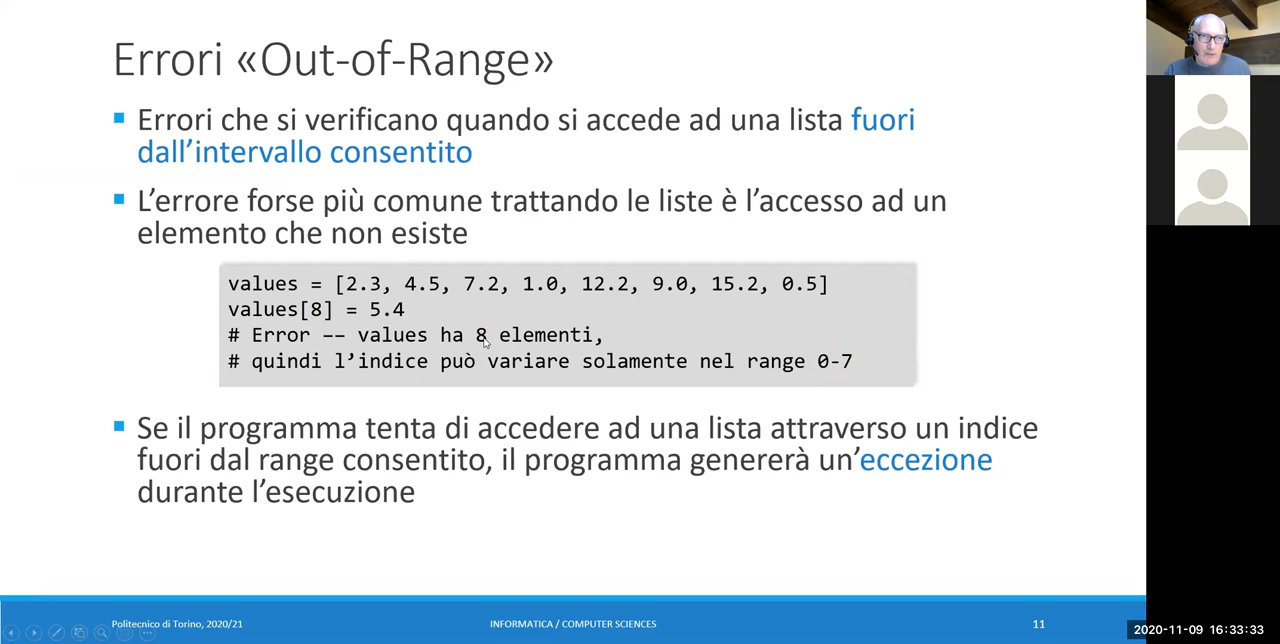 Errori «Out-of-Range»
Errori che si verificano quando si accede ad una lista fuori
dall’intervallo consentito
L’errore forse più comune trattando le liste è l’accesso ad un
elemento che non esiste
values = [2.3, 4.5, 7.2, 1.0, 12.2, 9.0, 15.2, 0.5]
values[8] = 5.4
# Error –– values ha 8 elementi,
# quindi l’indice può variare solamente nel range 0-7
Se il programma tenta di accedere ad una lista attraverso un indice
fuori dal range consentito, il programma genererà un’eccezione
durante l’esecuzione
Politecnico di Torino, 2020/21
INFORMATICA / COMPUTER SCIENCES
11
2020-11-09 16:33:33